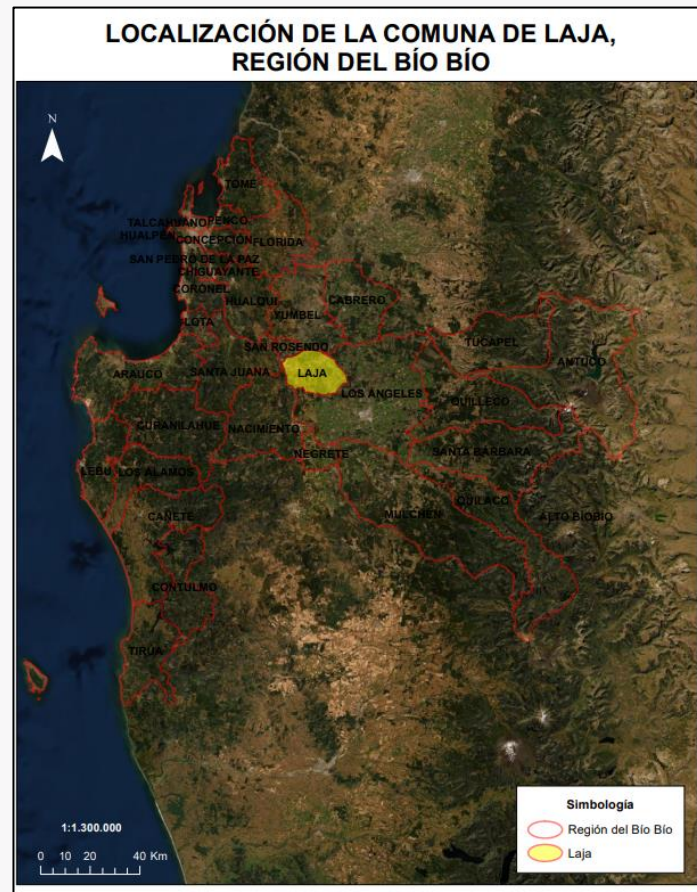 LOCALIZACIÓN DE LA COMUNA DE LAJA,
REGIÓN DEL BÍO BÍO
N
TOMÉ
TALCAHUANO
PENCO
HUALPÉN
CONCEPCIÓN
FLORIDA
SAN PEDRO DE LA PAZ
CHIGUAYANTE
CORONEL
HUALQUI
CABRERO
YUMBEL
LOTA
SAN ROSENDO
TUCAPEL
ANTUCO
ARAUCO
SANTA JUANA
LAJA
LOS ANGELES
QUILLECO
CURANILAHUE
NACIMIENTO
SANTA BARBARA
NEGRETE
LEBU
LOS ALAMOS
QUILACO
CAÑETE
MULCHEN
ALTO BIOBIO
CONTULMO
TIRÚA
1:1.300.000
0 10 20 40 Km
Simbología
Región del Bío Bío
Laja